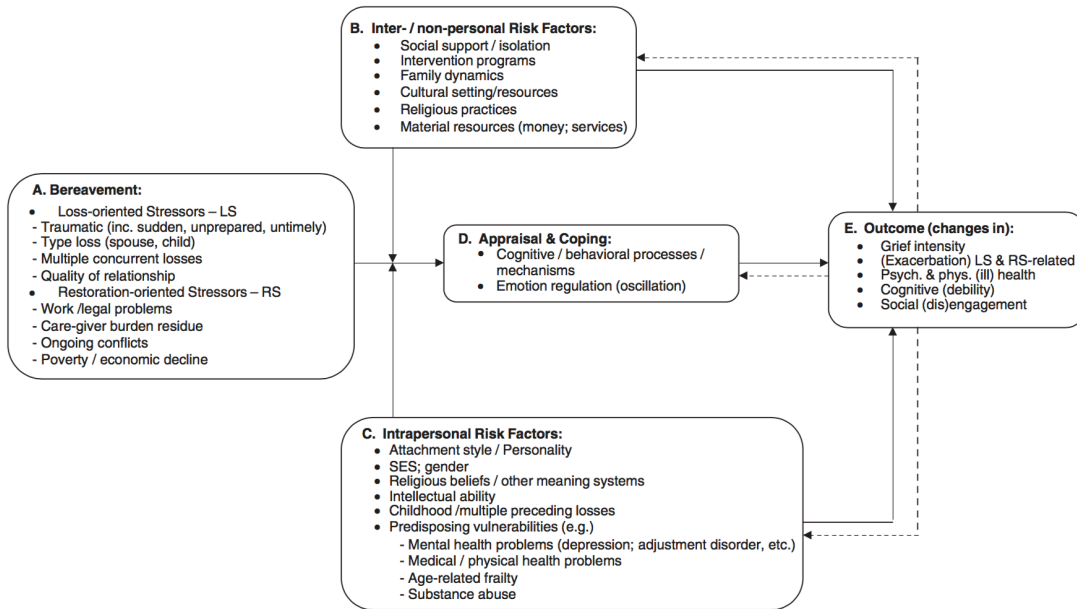 B. Inter- / non-personal Risk Factors:
• Social support / isolation
• Intervention programs
• Family dynamics
• Cultural setting/resources
• Religious practices
• Material resources (money; services)
A. Bereavement:
• Loss-oriented Stressors – LS
- Traumatic (inc. sudden, unprepared, untimely)
- Type loss (spouse, child)
- Multiple concurrent losses
- Quality of relationship
• Restoration-oriented Stressors – RS
- Work /legal problems
- Care-giver burden residue
- Ongoing conflicts
- Poverty / economic decline
D. Appraisal & Coping:
• Cognitive / behavioral processes /
mechanisms
• Emotion regulation (oscillation)
E. Outcome (changes in):
• Grief intensity
• (Exacerbation) LS & RS-related
• Psych. & phys. (ill) health
• Cognitive (debility)
• Social (dis)engagement
C. Intrapersonal Risk Factors:
• Attachment style / Personality
• SES; gender
• Religious beliefs / other meaning systems
• Intellectual ability
• Childhood /multiple preceding losses
• Predisposing vulnerabilities (e.g.)
- Mental health problems (depression; adjustment disorder, etc.)
- Medical / physical health problems
- Age-related frailty
- Substance abuse